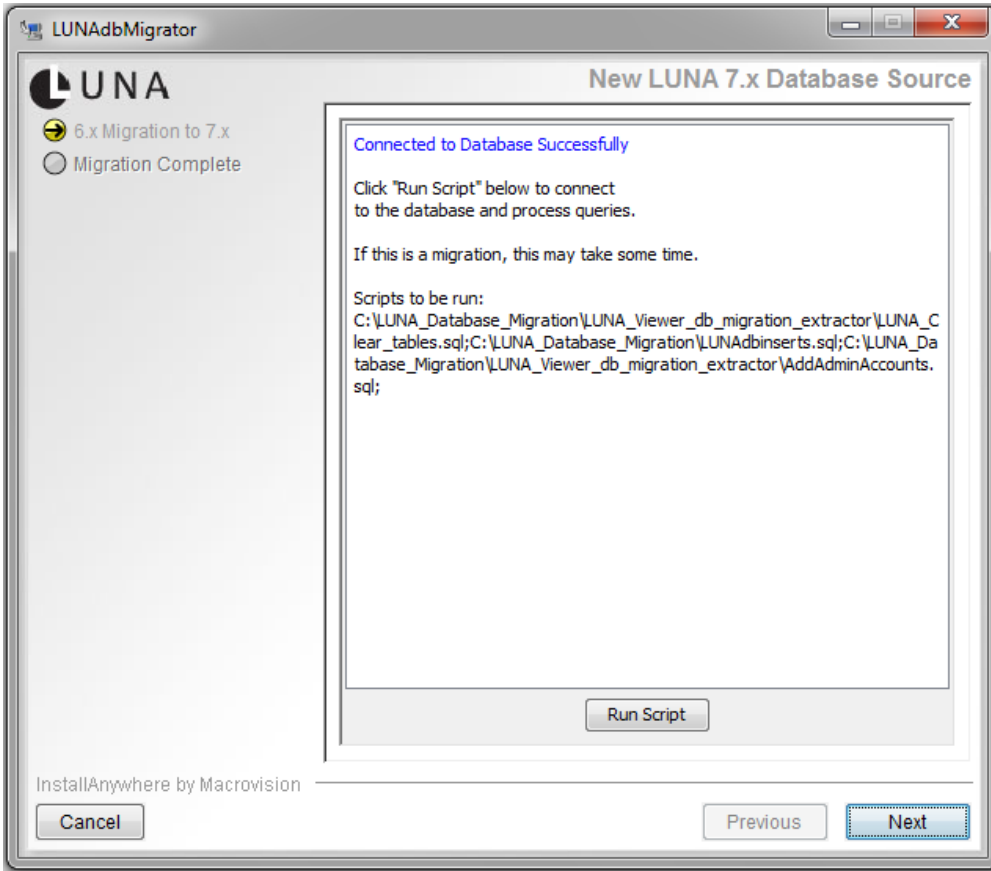 LUNAdbMigrator
LUNA
New LUNA 7.x Database Source
6.x Migration to 7.x
Migration Complete
Connected to Database Successfully
Click "Run Script" below to connect
to the database and process queries.
If this is a migration, this may take some time.
Scripts to be run:
C:\LUNA_Database_Migration\LUNA_Viewer_db_migration_extractor\LUNA_C
lear_tables.sql;C:\LUNA_Database_Migration\LUNAdbinserts.sql;C:\LUNA_Da
tabase_Migration\LUNA_Viewer_db_migration_extractor\AddAdminAccounts.
sql;
Run Script
InstallAnywhere by Macrovision
Cancel
Previous
Next